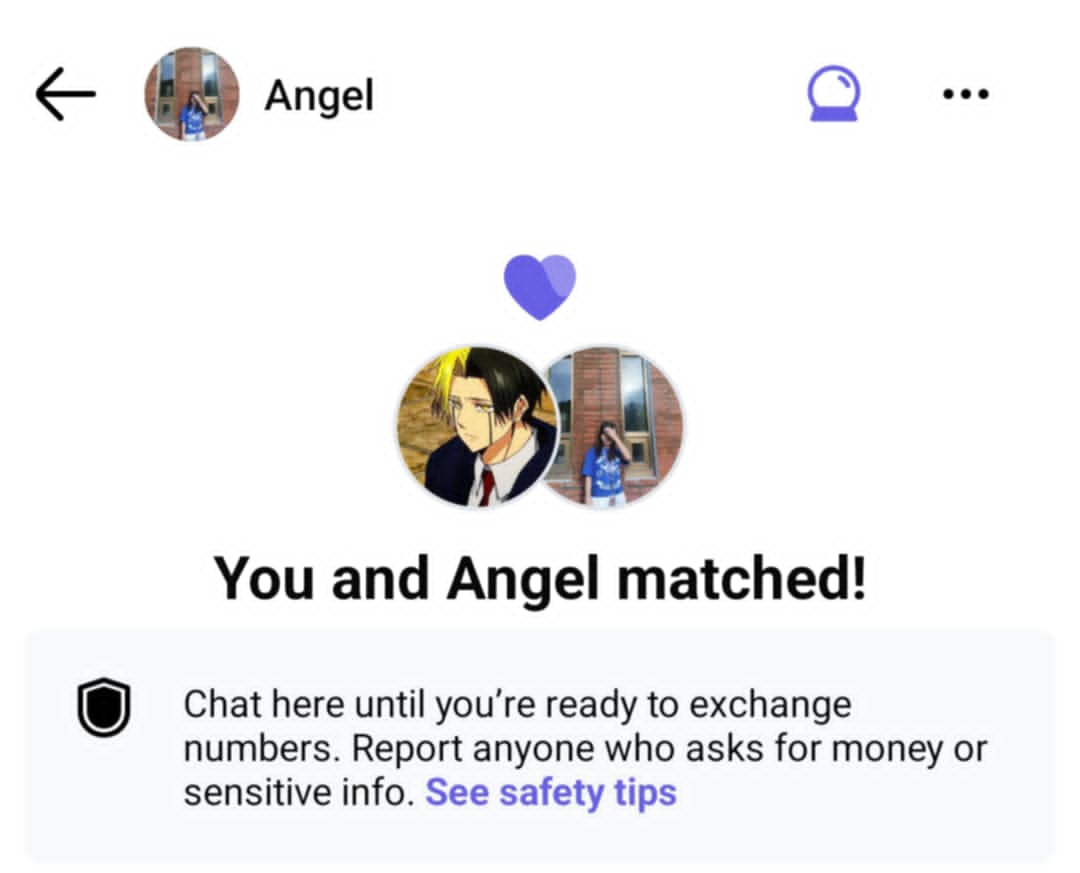 Angel
You and Angel matched!
Chat here until you’re ready to exchange
numbers. Report anyone who asks for money or
sensitive info. See safety tips